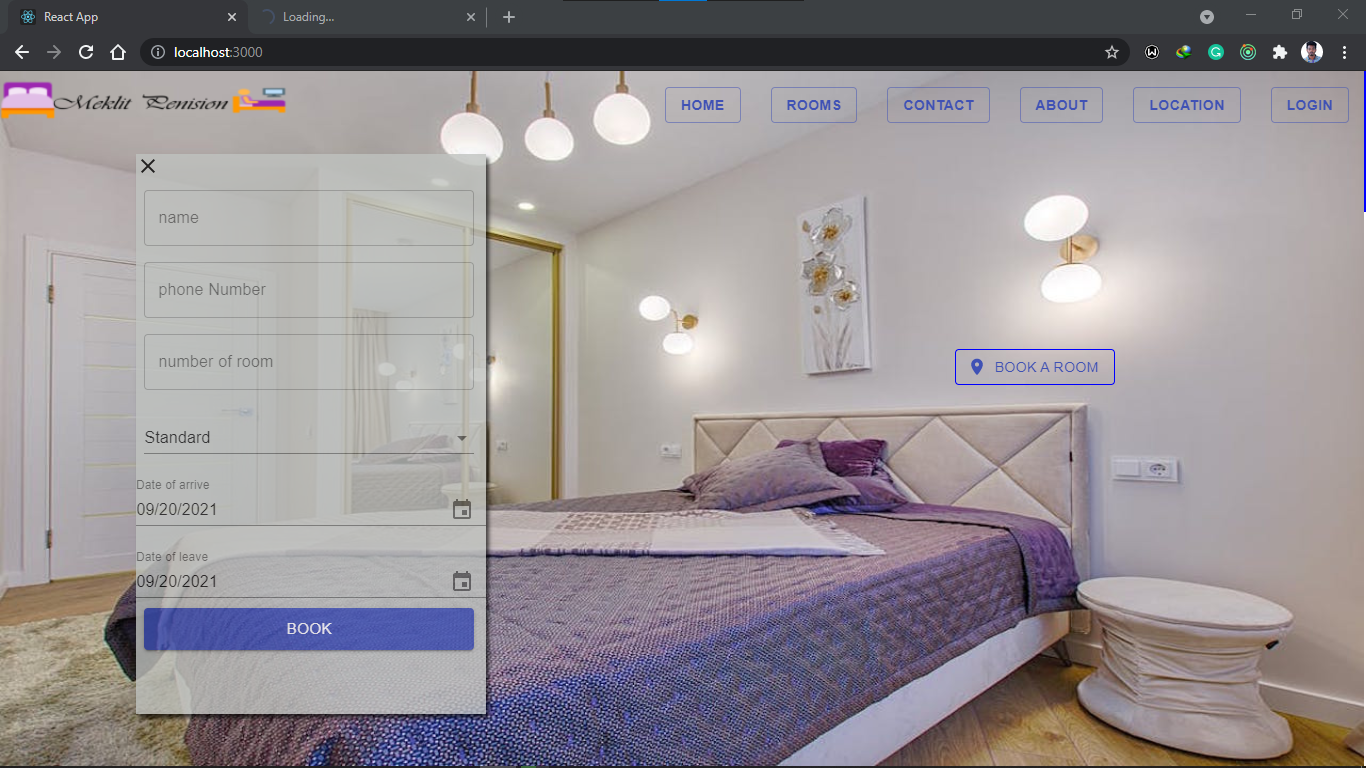 React App
Loading...
localhost:3000
Meklit Penision
HOME
ROOMS
CONTACT
ABOUT
LOCATION
LOGIN
name
phone Number
number of room
BOOK A ROOM
Standard
Date of arrive
09/20/2021
Date of leave
09/20/2021
BOOK